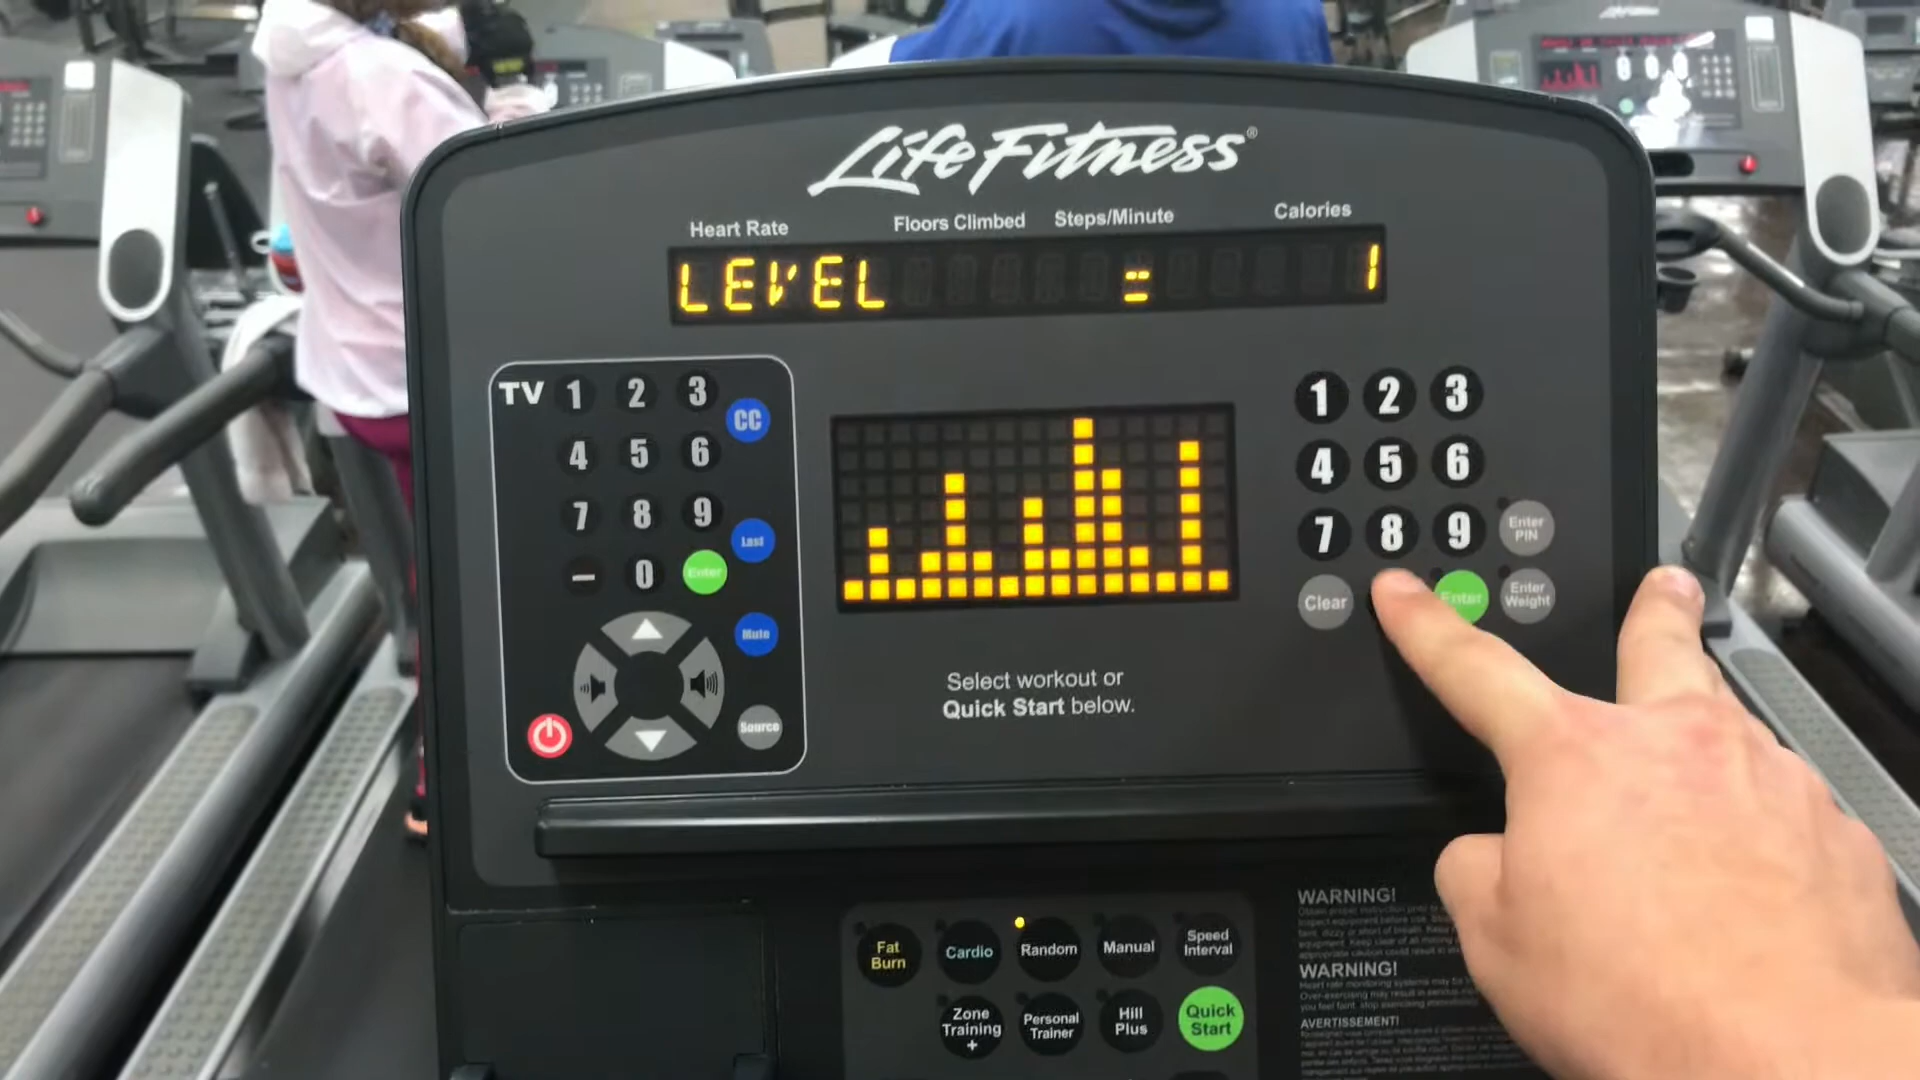 LifeFitness®
Heart Rate Floors Climbed Steps/Minute Calories
LEVEL = 1
TV 1 2 3
CC
4 5 6
7 8 9
Last
- 0 Enter
Mute
Source
1 2 3
4 5 6
7 8 9
Enter
PIN
Clear Enter
Enter
Weight
Select workout or
Quick Start below.
Fat
Burn
Cardio
Random
Manual
Speed
Interval
Zone
Training
+
Personal
Trainer
Hill
Plus
Quick
Start
WARNING!
WARNING!
AVERTISSEMENT!